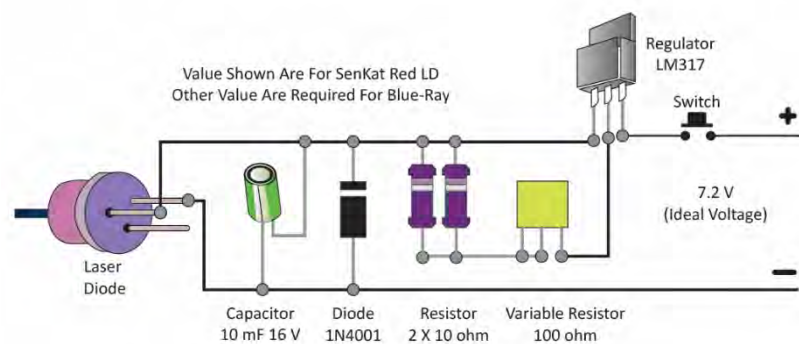 Regulator
LM317
Value Shown Are For SenKat Red LD
Other Value Are Required For Blue-Ray
Switch
+
7.2 V
(Ideal Voltage)
–
Laser
Diode
Capacitor
10 mF 16 V
Diode
1N4001
Resistor
2 X 10 ohm
Variable Resistor
100 ohm